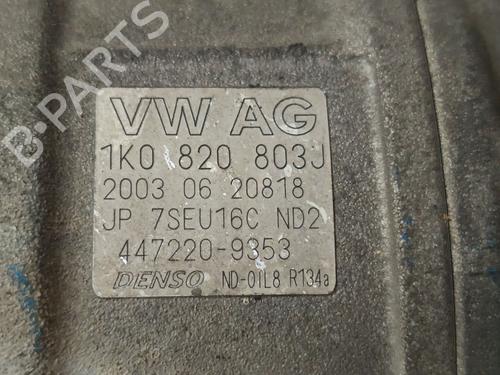 B-PARTS
VW AG
1K0 820 803J
2003 06 20818
JP 7SEU16C ND2
447220-9353
DENSO ND-OIL8 R134a